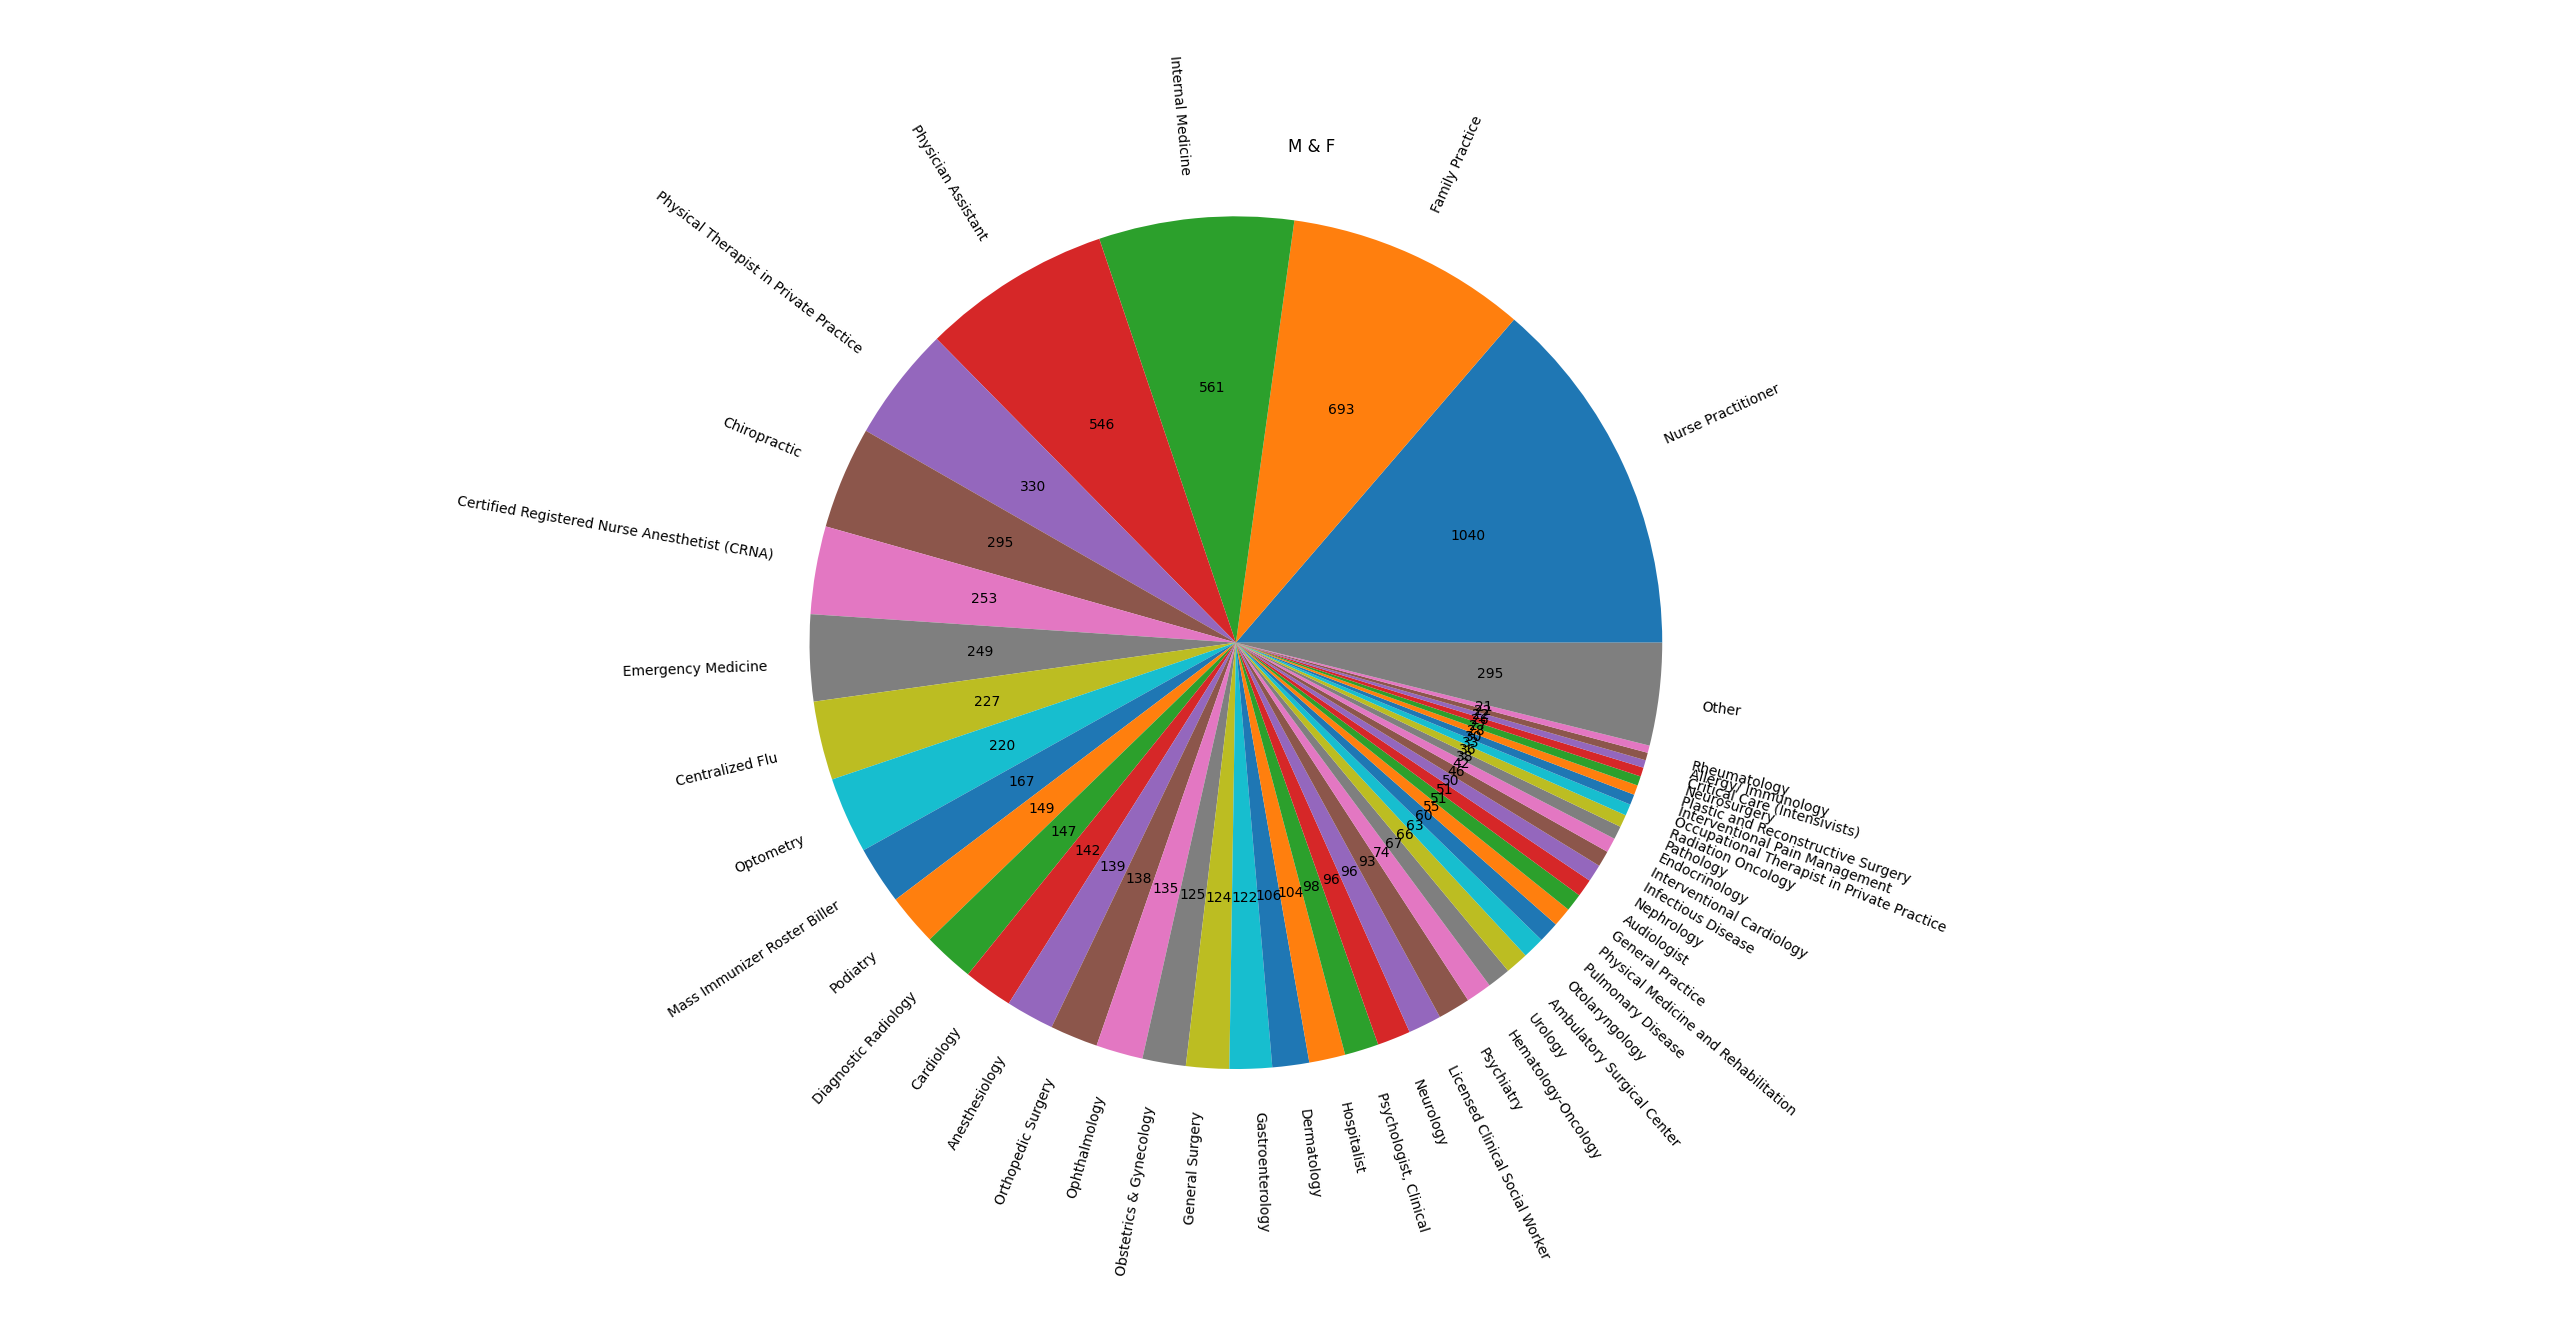 M & F
Nurse Practitioner
1040
Family Practice
693
Internal Medicine
561
Physician Assistant
546
Physical Therapist in Private Practice
330
Chiropractic
295
Certified Registered Nurse Anesthetist (CRNA)
253
Emergency Medicine
249
Centralized Flu
227
Optometry
220
Mass Immunizer Roster Biller
167
Podiatry
149
Diagnostic Radiology
147
Cardiology
142
Anesthesiology
139
Orthopedic Surgery
138
Ophthalmology
135
Obstetrics & Gynecology
125
General Surgery
124
Gastroenterology
122
Dermatology
106
Hospitalist
104
Psychologist, Clinical
98
Neurology
96
Licensed Clinical Social Worker
96
Psychiatry
93
Hematology-Oncology
74
Urology
67
Ambulatory Surgical Center
66
Otolaryngology
63
Pulmonary Disease
60
Physical Medicine and Rehabilitation
55
General Practice
51
Audiologist
51
Nephrology
50
Infectious Disease
46
Interventional Cardiology
42
Endocrinology
38
Pathology
36
Radiation Oncology
Occupational Therapist in Private Practice
30
Interventional Pain Management
28
Plastic and Reconstructive Surgery
Neurosurgery
Critical Care (Intensivists)
Allergy/ Immunology
Rheumatology
21
Other
295